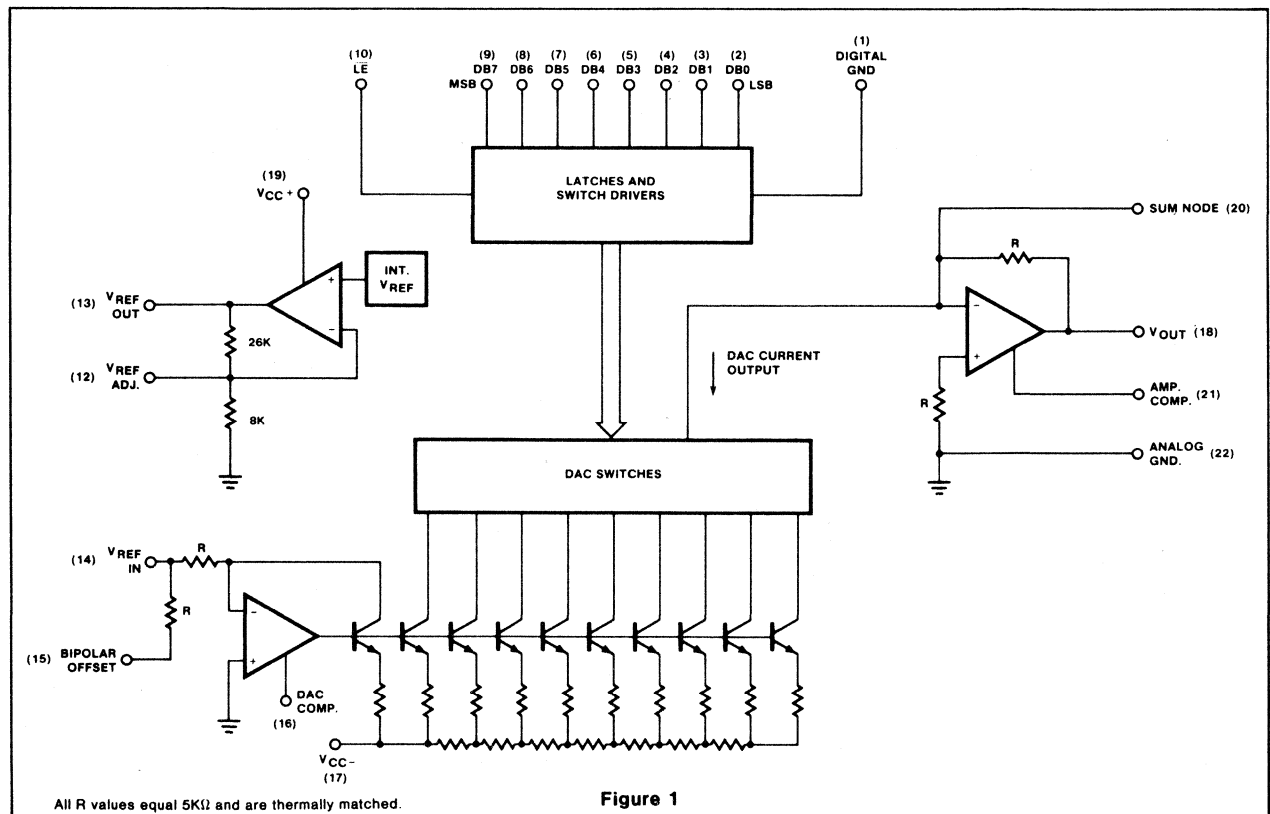 (10)
LE
(9)
DB7
(8)
DB6
(7)
DB5
(6)
DB4
(5)
DB3
(4)
DB2
(3)
DB1
(2)
DB0
(1)
DIGITAL
GND
MSB
LSB
LATCHES AND
SWITCH DRIVERS
(19)
VCC +
INT.
VREF
+
−
(13) VREF
OUT
26K
(12) VREF
ADJ.
8K
SUM NODE (20)
R
−
+
VOUT (18)
R
AMP.
COMP. (21)
ANALOG
GND. (22)
DAC CURRENT
OUTPUT
DAC SWITCHES
(14) VREF
IN
R
R
−
+
(15) BIPOLAR
OFFSET
DAC
COMP.
(16)
VCC−
(17)
All R values equal 5KΩ and are thermally matched.
Figure 1